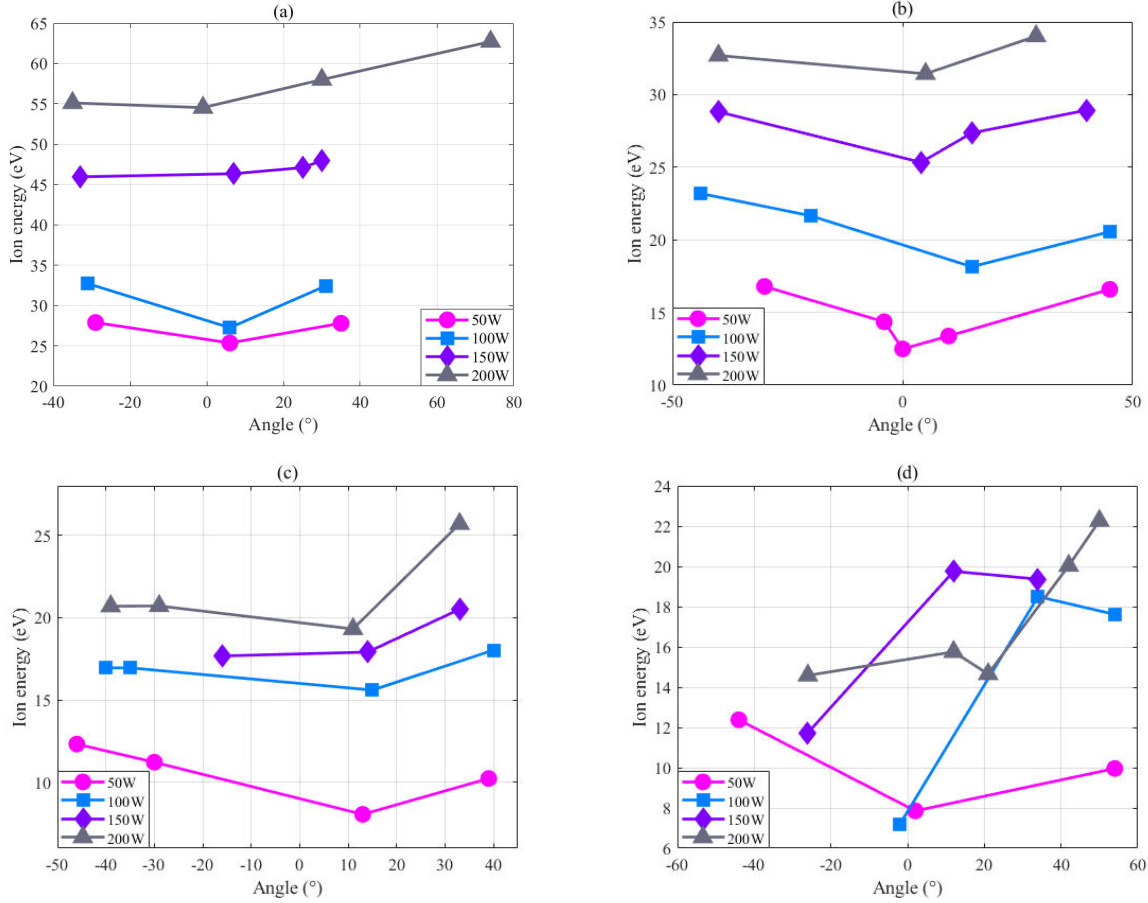 (a)
65
60
55
50
45
40
35
30
25
20
Ion energy (eV)
-40 -20 0 20 40 60 80
Angle (°)
50W
100W
150W
200W
(b)
35
30
25
20
15
10
Ion energy (eV)
-50 0 50
Angle (°)
50W
100W
150W
200W
(c)
25
20
15
10
Ion energy (eV)
-50 -40 -30 -20 -10 0 10 20 30 40
Angle (°)
50W
100W
150W
200W
(d)
24
22
20
18
16
14
12
10
8
6
Ion energy (eV)
-60 -40 -20 0 20 40 60
Angle (°)
50W
100W
150W
200W